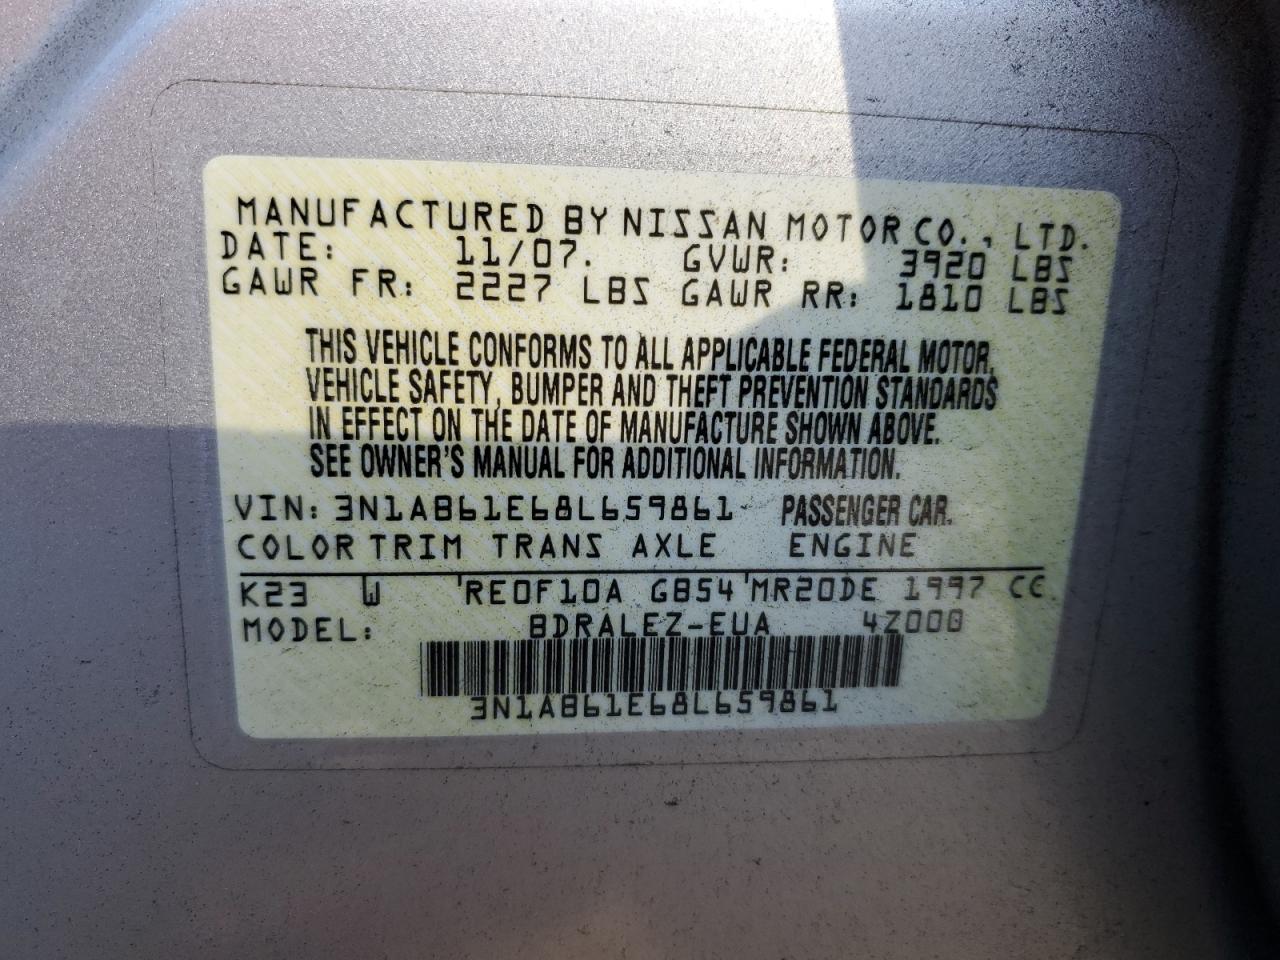 MANUFACTURED BY NISSAN MOTOR CO., LTD.
DATE: 11/07. GVWR: 3920 LBS
GAWR FR: 2227 LBS GAWR RR: 1810 LBS
THIS VEHICLE CONFORMS TO ALL APPLICABLE FEDERAL MOTOR.
VEHICLE SAFETY, BUMPER AND THEFT PREVENTION STANDARDS
IN EFFECT ON THE DATE OF MANUFACTURE SHOWN ABOVE.
SEE OWNER'S MANUAL FOR ADDITIONAL INFORMATION.
VIN: 3N1AB61E68L659861 PASSENGER CAR.
COLOR TRIM TRANS AXLE ENGINE
K23 W 'RE0F10A GB54'MR20DE 1997 CC
MODEL: BDRALEZ-EUA 4Z000
3N1AB61E68L659861